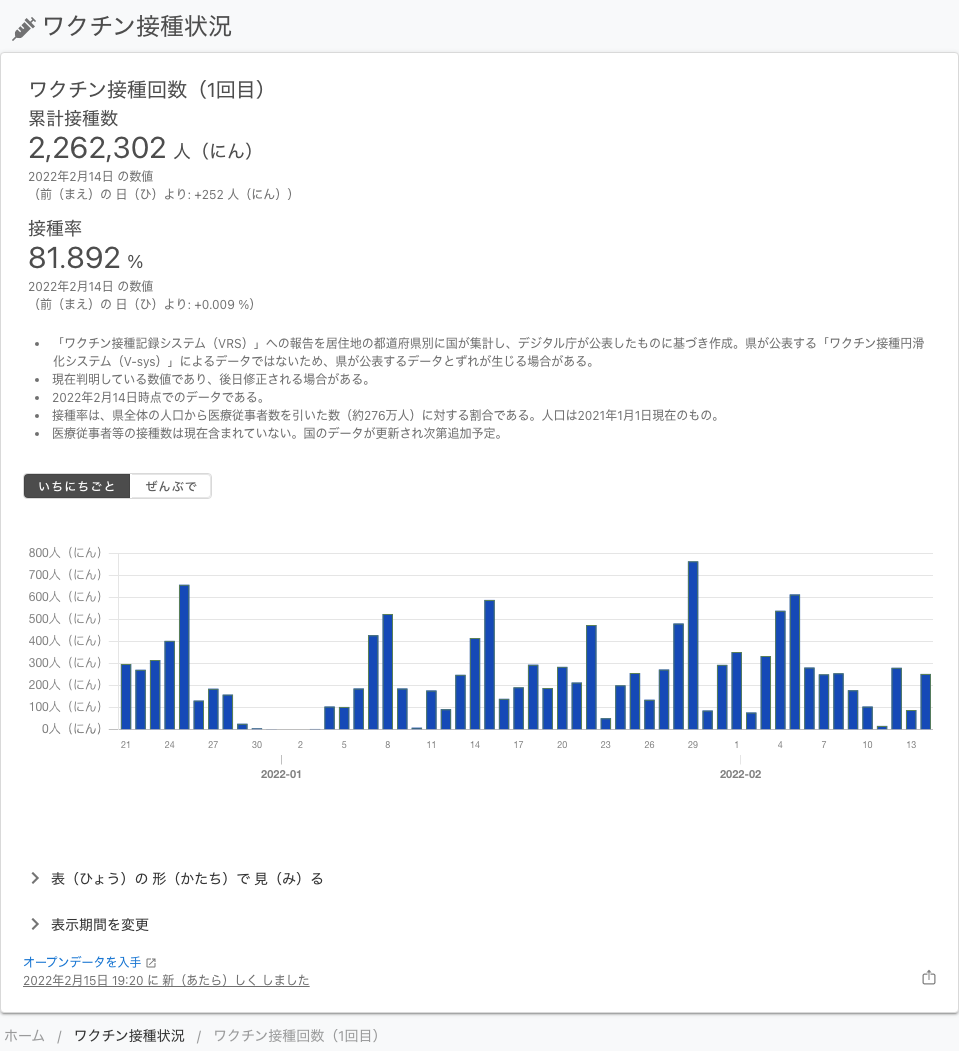 ワクチン接種状況
ワクチン接種回数（1回目）
累計接種数
2,262,302 人（にん）
2022年2月14日 の数値
（前（まえ）の 日（ひ）より: +252 人（にん））
接種率
81.892 %
2022年2月14日 の数値
（前（まえ）の 日（ひ）より: +0.009 %）
• 「ワクチン接種記録システム（VRS）」への報告を居住地の都道府県別に国が集計し、デジタル庁が公表したものに基づき作成。県が公表する「ワクチン接種円滑
化システム（V-sys）」によるデータではないため、県が公表するデータとずれが生じる場合がある。
• 現在判明している数値であり、後日修正される場合がある。
• 2022年2月14日時点でのデータである。
• 接種率は、県全体の人口から医療従事者数を引いた数（約276万人）に対する割合である。人口は2021年1月1日現在のもの。
• 医療従事者等の接種数は現在含まれていない。国のデータが更新され次第追加予定。
いちにちごと ぜんぶで
800人（にん）
700人（にん）
600人（にん）
500人（にん）
400人（にん）
300人（にん）
200人（にん）
100人（にん）
0人（にん）
21 24 27 30 2 5 8 11 14 17 20 23 26 29 1 4 7 10 13
2022-01 2022-02
表（ひょう）の 形（かたち）で 見（み）る
表示期間を変更
オープンデータを入手
2022年2月15日 19:20 に 新（あたら）しく しました
ホーム / ワクチン接種状況 / ワクチン接種回数（1回目）